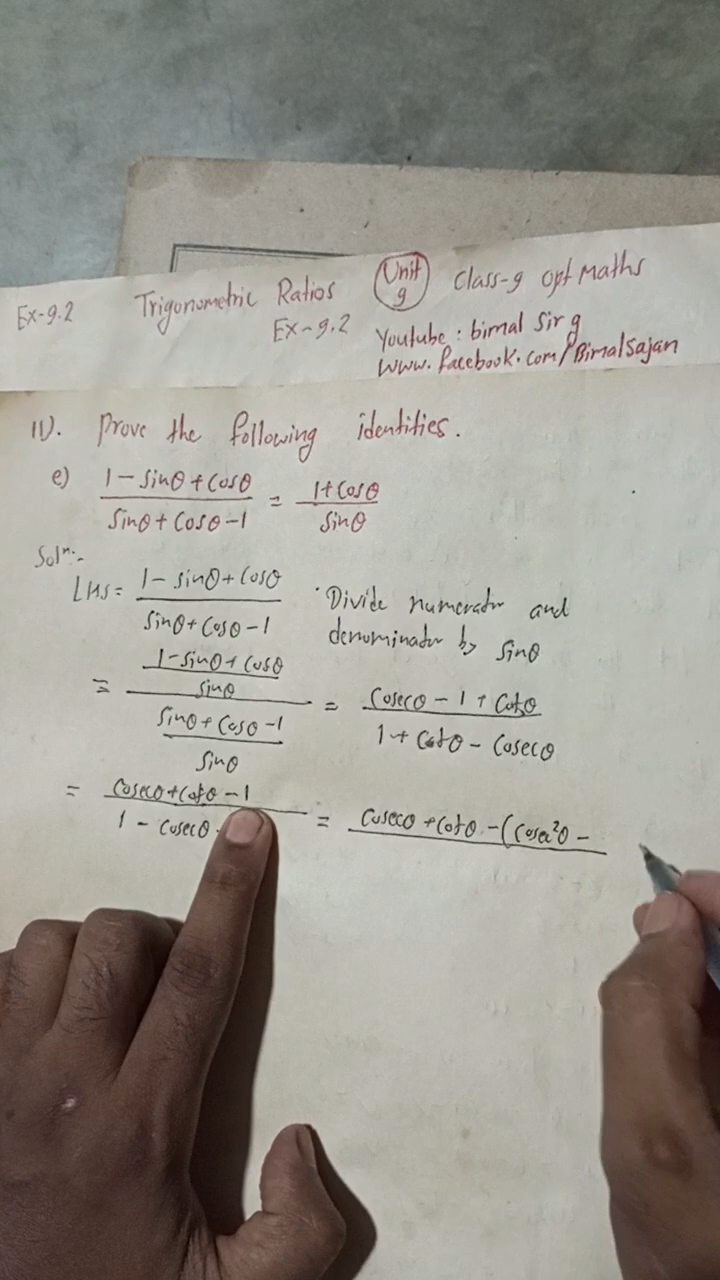 Ex-9.2 Trigonometric Ratios Unit 9 Class-9 Opt Maths
Ex-9.2 Youtube : bimal Sir g
www.facebook.com/BimalSajan
11). Prove the following identities.
e) (1 - sinθ + cosθ)/(sinθ + cosθ - 1) = (1 + cosθ)/(sinθ)
Solⁿ:-
LHS = (1 - sinθ + cosθ)/(sinθ + cosθ - 1) Divide numerator and
denominator by sinθ
= ((1 - sinθ + cosθ)/(sinθ))/((sinθ + cosθ - 1)/(sinθ)) = (cosecθ - 1 + cotθ)/(1 + cotθ - cosecθ)
= (cosecθ + cotθ - 1)/(1 - cosecθ = (cosecθ + cotθ - (cosec²θ -